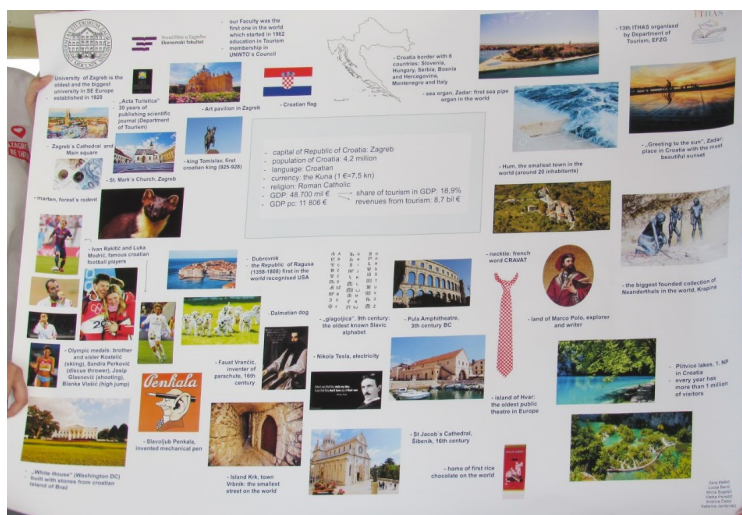 our Faculty was the
first one in the world
which started in 1962
education in Tourism
membership in
UNWTO's Council
Sveučilište u Zagrebu
Ekonomski fakultet
- Croatia border with 6
countries: Slovenia,
Hungary, Serbia, Bosnia
and Herzegovina,
Montenegro and Italy
- sea organ, Zadar: first sea pipe
organ in the world
ITHAS
- 13th ITHAS organised
by Department of
Tourism, EFZG
University of Zagreb is the
oldest and the biggest
university in SE Europe
established in 1620
„Acta Turistica"
30 years of
publishing scientific
journal (Department
of Tourism)
- Art pavilion in Zagreb
- Croatian flag
- Zagreb's Cathedral and
Main square
- St. Mark's Church, Zagreb
- king Tomislav, first
croatian king (925-928)
- capital of Republic of Croatia: Zagreb
- population of Croatia: 4.2 million
- language: Croatian
- currency: the Kuna (1 €=7,5 kn)
- religion: Roman Catholic
- GDP: 48.700 mil €
- GDP pc: 11 806 €
share of tourism in GDP: 16,9%
revenues from tourism: 8,7 bil €
- „Greeting to the sun", Zadar:
place in Croatia with the most
beautiful sunset
- Hum, the smallest town in the
world (around 20 inhabitants)
- marten, forest's rodent
- Ivan Rakitić and Luka
Modrić, famous croatian
football players
- Dubrovnik
- the Republic of Ragusa
(1358-1808) first in the
world recognised USA
- necktie: french
word CRAVAT
- the biggest founded collection of
Neanderthals in the world, Krapina
- Dalmatian dog
- „glagoljica", 9th century:
the oldest known Slavic
alphabet
- Pula Amphitheatre,
3th century BC
- land of Marco Polo, explorer
and writer
- Olympic medals: brother
and sister Kostelić
(skiing), Sandra Perković
(discus thrower), Josip
Glasnović (shooting),
Blanka Vlašić (high jump)
- Faust Vrančić,
inventor of
parachute, 16th
century
- Nikola Tesla, electricity
- Plitvice lakes, 1. NP
in Croatia
- every year has
more than 1 million
of visitors
Penkala
- Slavoljub Penkala,
invented mechanical pen
- island of Hvar: the
oldest public
theatre in Europe
- St Jacob's Cathedral,
Šibenik, 16th century
- „White House" (Washington DC)
built with stones from croatian
island of Brač
- Island Krk, town
Vrbnik: the smallest
street on the world
- home of first rice
chocolate on the world